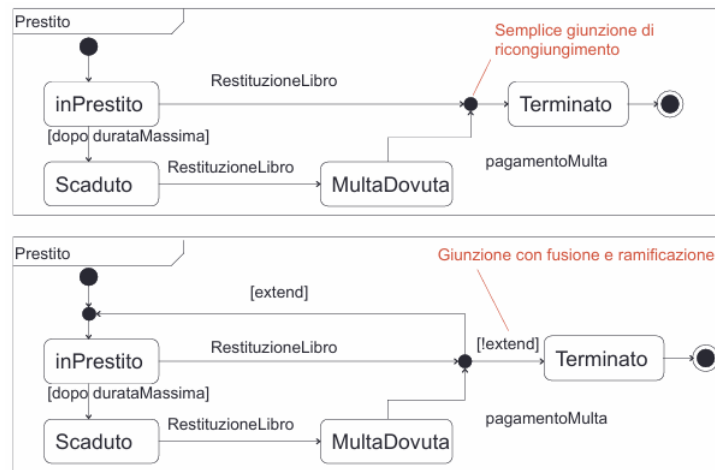 Prestito
Semplice giunzione di
ricongiungimento
RestituzioneLibro
inPrestito
Terminato
[dopo durataMassima]
RestituzioneLibro
pagamentoMulta
Scaduto
MultaDovuta
Prestito
Giunzione con fusione e ramificazione
[extend]
RestituzioneLibro
[!extend]
inPrestito
Terminato
[dopo durataMassima]
RestituzioneLibro
pagamentoMulta
Scaduto
MultaDovuta